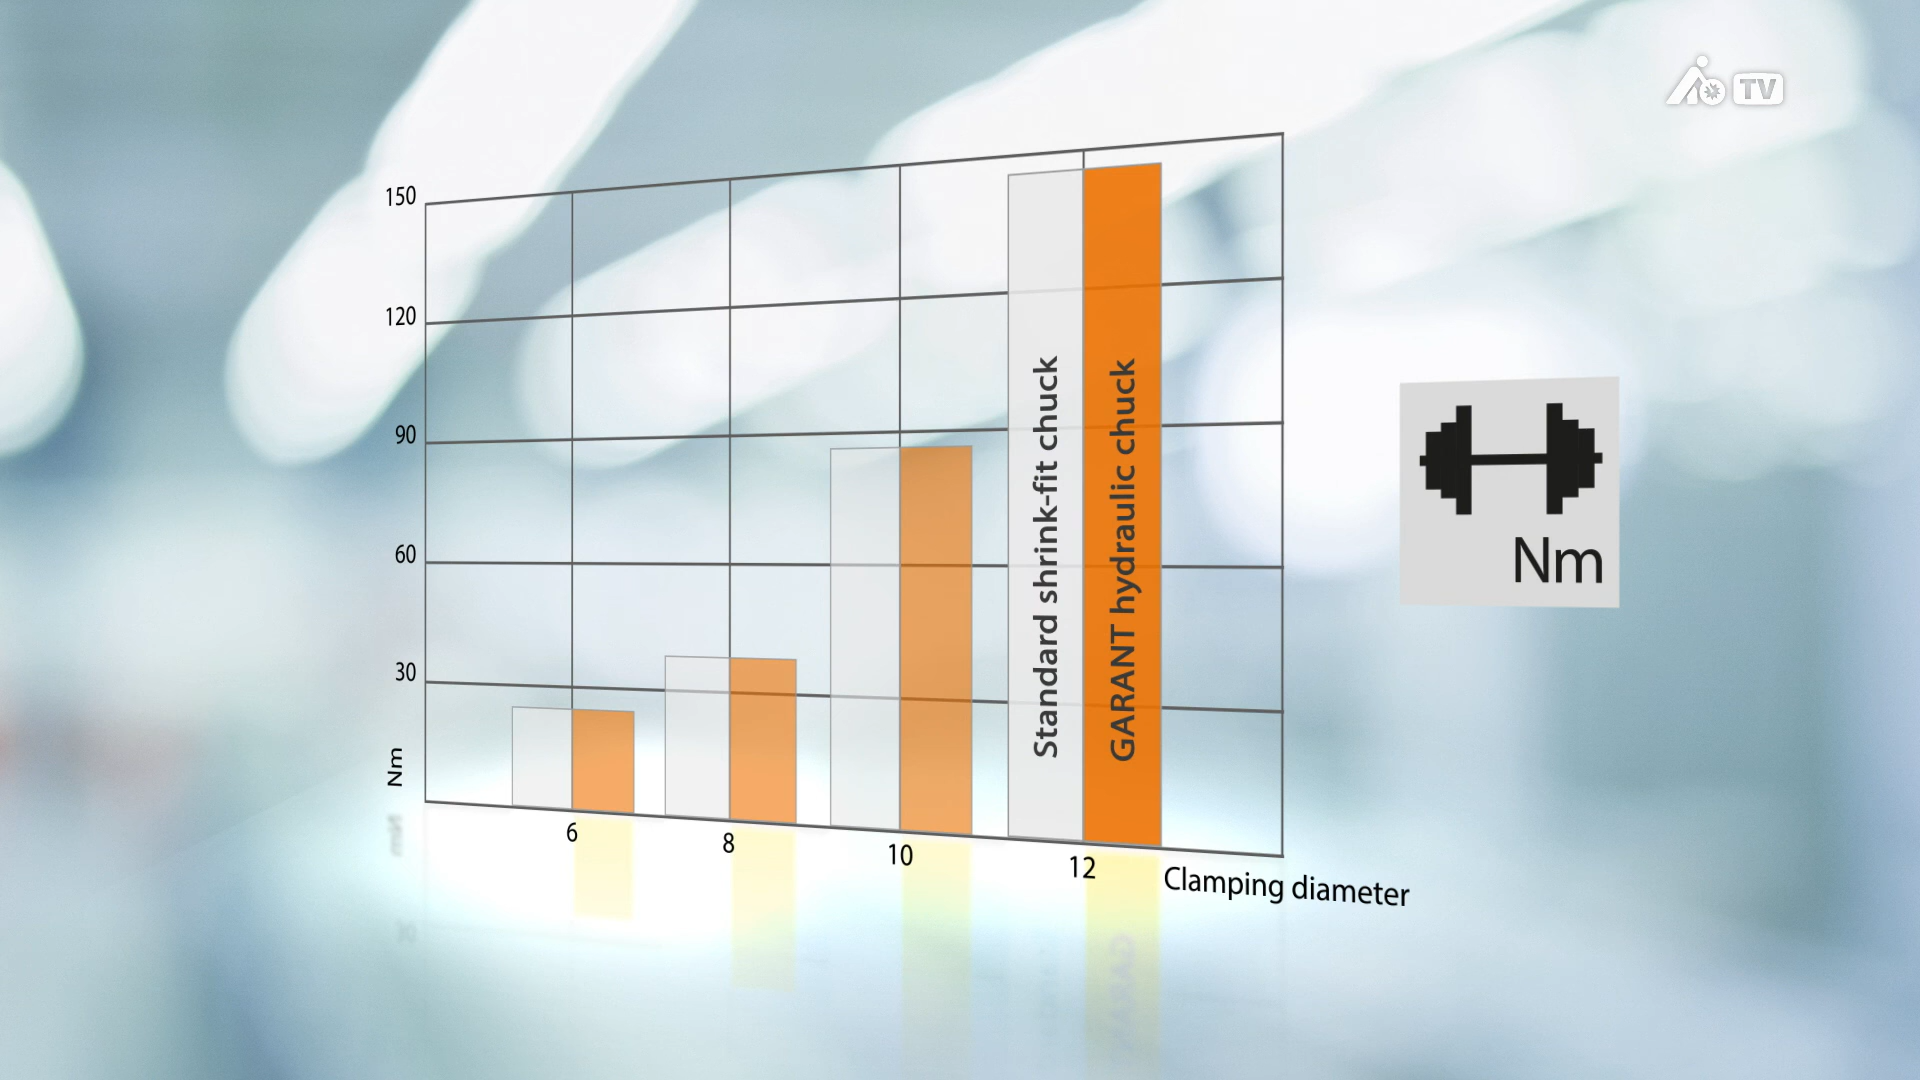 TV
150
120
90
60
30
Nm
6
8
10
12
Clamping diameter
Standard shrink-fit chuck
GARANT hydraulic chuck
Nm